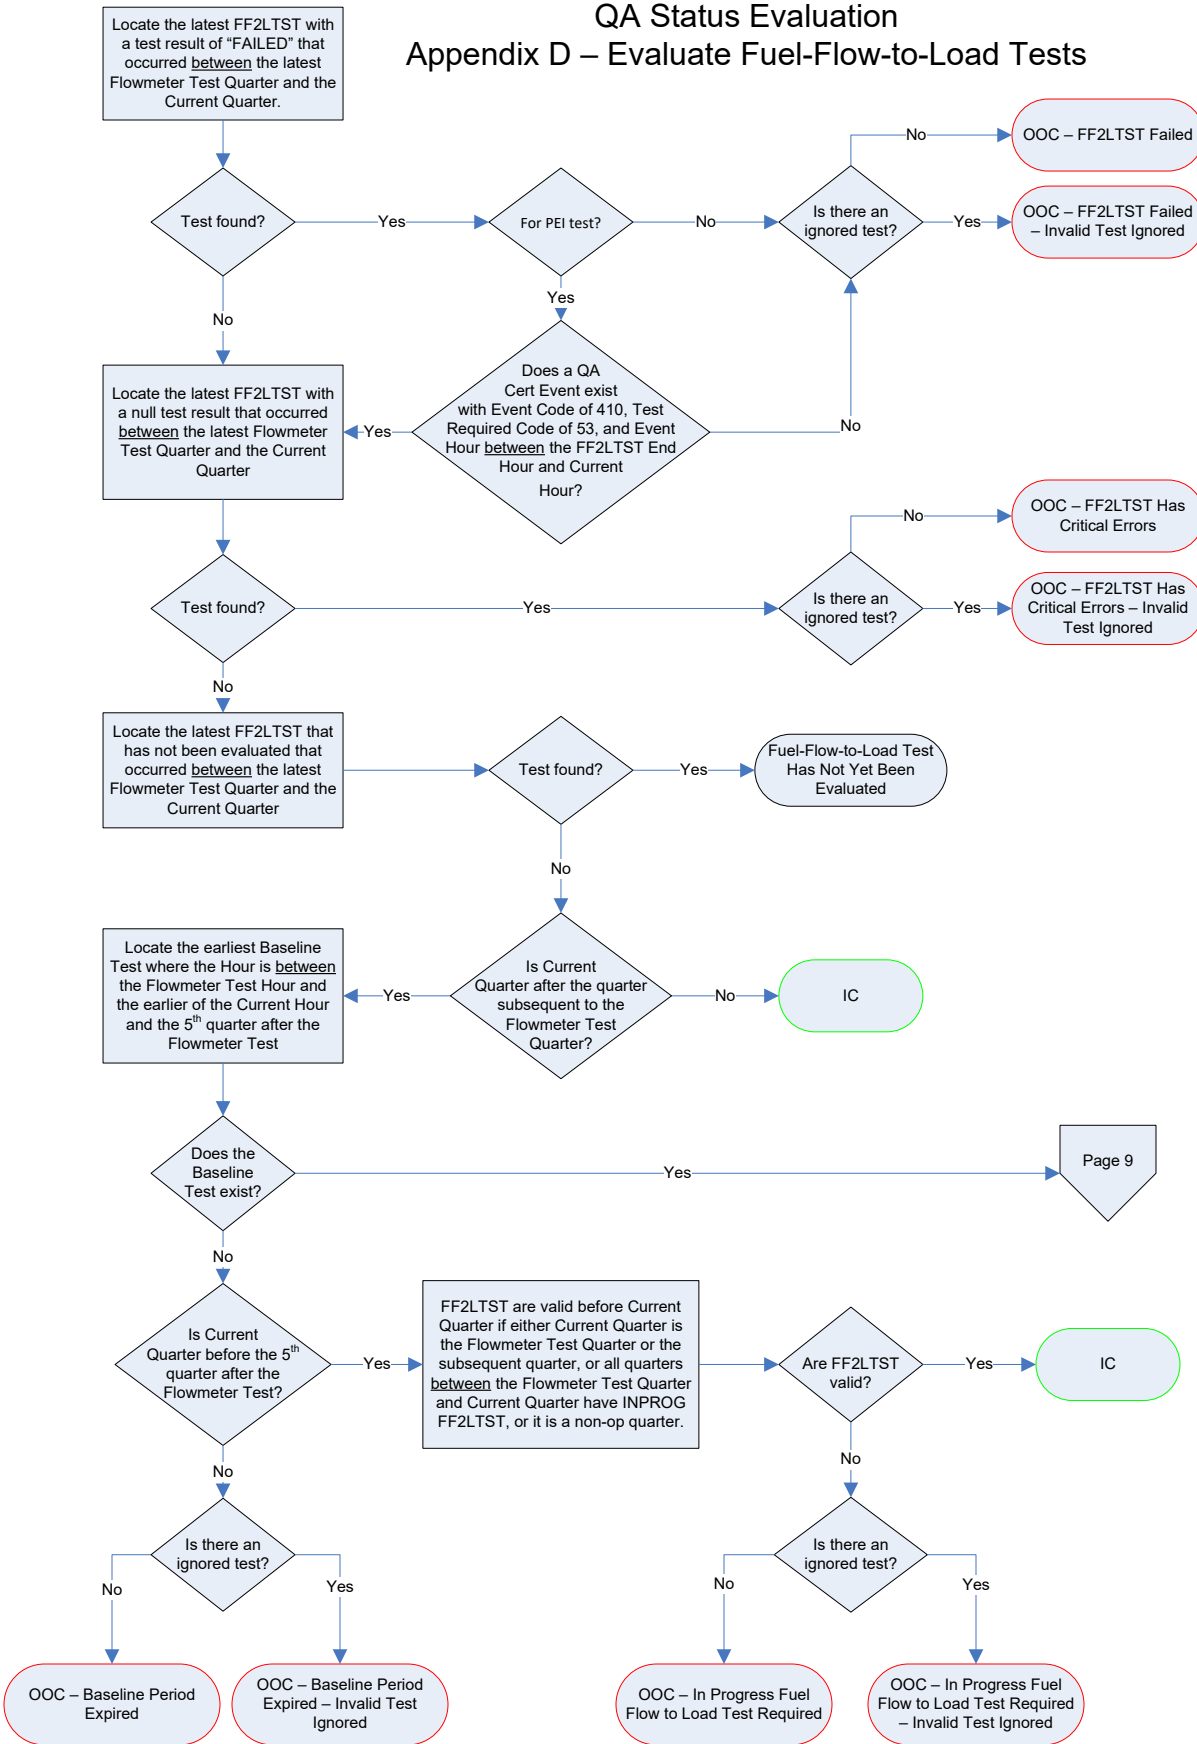 QA Status Evaluation
Appendix D – Evaluate Fuel-Flow-to-Load Tests
Locate the latest FF2LTST with
a test result of “FAILED” that
occurred between the latest
Flowmeter Test Quarter and the
Current Quarter.
No
OOC – FF2LTST Failed
Test found?
Yes
For PEI test?
No
Is there an
ignored test?
Yes
OOC – FF2LTST Failed
– Invalid Test Ignored
Yes
No
Locate the latest FF2LTST with
a null test result that occurred
between the latest Flowmeter
Test Quarter and the Current
Quarter
Yes
Does a QA
Cert Event exist
with Event Code of 410, Test
Required Code of 53, and Event
Hour between the FF2LTST End
Hour and Current
Hour?
No
No
OOC – FF2LTST Has
Critical Errors
Test found?
Yes
Is there an
ignored test?
Yes
OOC – FF2LTST Has
Critical Errors – Invalid
Test Ignored
No
Locate the latest FF2LTST that
has not been evaluated that
occurred between the latest
Flowmeter Test Quarter and the
Current Quarter
Test found?
Yes
Fuel-Flow-to-Load Test
Has Not Yet Been
Evaluated
No
Locate the earliest Baseline
Test where the Hour is between
the Flowmeter Test Hour and
the earlier of the Current Hour
and the 5th quarter after the
Flowmeter Test
Yes
Is Current
Quarter after the quarter
subsequent to the
Flowmeter Test
Quarter?
No
IC
Does the
Baseline
Test exist?
Yes
Page 9
No
Is Current
Quarter before the 5th
quarter after the
Flowmeter Test?
Yes
FF2LTST are valid before Current
Quarter if either Current Quarter is
the Flowmeter Test Quarter or the
subsequent quarter, or all quarters
between the Flowmeter Test Quarter
and Current Quarter have INPROG
FF2LTST, or it is a non-op quarter.
Are FF2LTST
valid?
Yes
IC
No
No
Is there an
ignored test?
No
Yes
Is there an
ignored test?
No
Yes
OOC – Baseline Period
Expired
OOC – Baseline Period
Expired – Invalid Test
Ignored
OOC – In Progress Fuel
Flow to Load Test Required
OOC – In Progress Fuel
Flow to Load Test Required
– Invalid Test Ignored